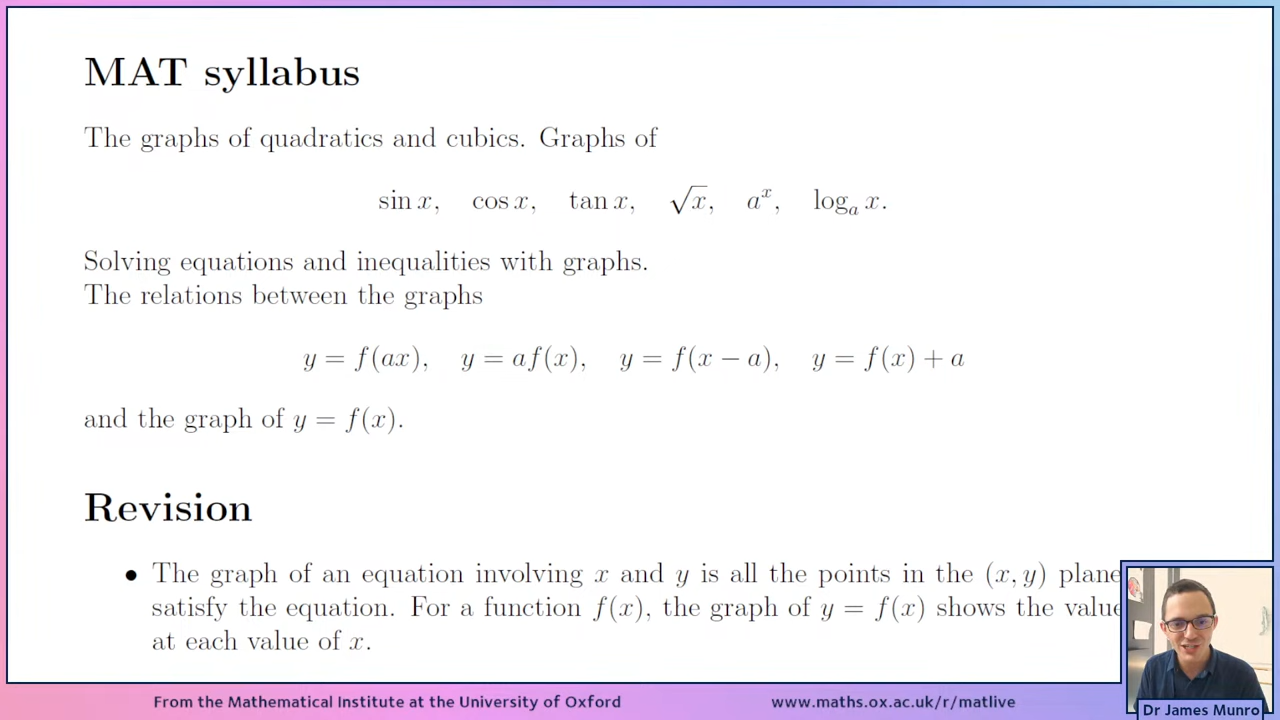 MAT syllabus
The graphs of quadratics and cubics. Graphs of
sin x, cos x, tan x, √x, aˣ, logₐ x.
Solving equations and inequalities with graphs.
The relations between the graphs
y = f(ax), y = af(x), y = f(x − a), y = f(x) + a
and the graph of y = f(x).
Revision
• The graph of an equation involving x and y is all the points in the (x, y) plane
satisfy the equation. For a function f(x), the graph of y = f(x) shows the value
at each value of x.
From the Mathematical Institute at the University of Oxford www.maths.ox.ac.uk/r/matlive
Dr James Munro